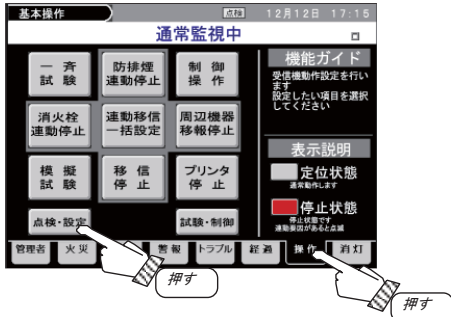 基本操作
点検
12月12日 17:15
通常監視中
一斉
試験
防排煙
連動停止
制御
操作
消火栓
連動停止
連動移信
一括設定
周辺機器
移報停止
模擬
試験
移信
停止
プリンタ
停止
点検・設定
試験・制御
機能ガイド
受信機動作設定を行い
ます
設定したい項目を選択
してください
表示説明
定位状態
通常動作します
停止状態
停止状態です
連動要因があると点滅
管理者
火災
警報
トラブル
経過
操作
消灯
押す
押す